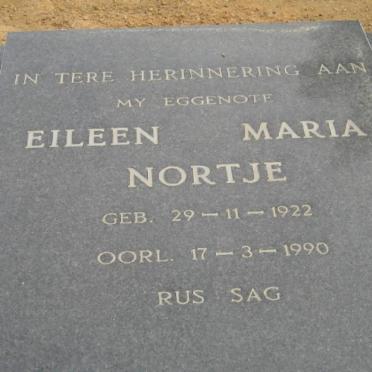 IN TERE HERINNERING AAN
MY EGGENOTE
EILEEN MARIA
NORTJE
GEB. 29-11-1922
OORL. 17-3-1990
RUS SAG